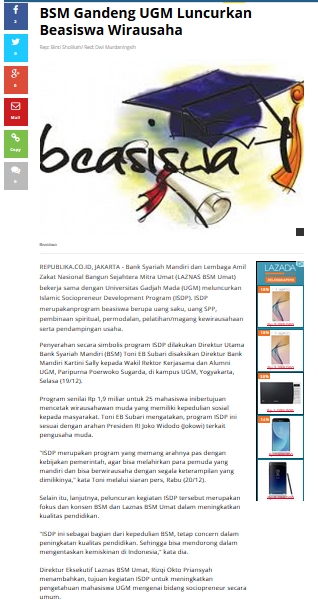 BSM Gandeng UGM Luncurkan
Beasiswa Wirausaha
Rep: Binti Sholikah/ Red: Dwi Murdaningsih
beasiswa
Beasiswa
REPUBLIKA.CO.ID, JAKARTA - Bank Syariah Mandiri dan Lembaga Amil
Zakat Nasional Bangun Sejahtera Mitra Umat (LAZNAS BSM Umat)
bekerja sama dengan Universitas Gadjah Mada (UGM) meluncurkan
Islamic Sociopreneur Development Program (ISDP). ISDP
merupakanprogram beasiswa berupa uang saku, uang SPP,
pembinaan spiritual, permodalan, pelatihan/magang kewirausahaan
serta pendampingan usaha.
Penyerahan secara simbolis program ISDP dilakukan Direktur Utama
Bank Syariah Mandiri (BSM) Toni EB Subari disaksikan Direktur Bank
Mandiri Kartini Sally kepada Wakil Rektor Kerjasama dan Alumni
UGM, Paripurna Poerwoko Sugarda, di kampus UGM, Yogyakarta,
Selasa (19/12).
Program senilai Rp 1,9 miliar untuk 25 mahasiswa inibertujuan
mencetak wirausahawan muda yang memiliki kepedulian sosial
kepada masyarakat. Toni EB Subari mengatakan, program ISDP ini
sesuai dengan arahan Presiden RI Joko Widodo (Jokowi) terkait
pengusaha muda.
"ISDP merupakan program yang memang arahnya pas dengan
kebijakan pemerintah, agar bisa melahirkan para pemuda yang
mandiri dan bisa berwirausaha dengan segala keterampilan yang
dimilikinya," kata Toni melalui siaran pers, Rabu (20/12).
Selain itu, lanjutnya, peluncuran kegiatan ISDP tersebut merupakan
fokus dan konsen BSM dan Laznas BSM Umat dalam meningkatkan
kualitas pendidikan.
"ISDP ini sebagai bagian dari kepedulian BSM, tetap concern dalam
peningkatan kualitas pendidikan. Sehingga bisa mendorong dalam
mengentaskan kemiskinan di Indonesia," kata dia.
Direktur Eksekutif Laznas BSM Umat, Rizqi Okto Priansyah
menambahkan, tujuan kegiatan ISDP untuk meningkatkan
pengetahuan mahasiswa UGM mengenai bidang sociopreneur secara
umum.
Mail
Copy
LAZADA